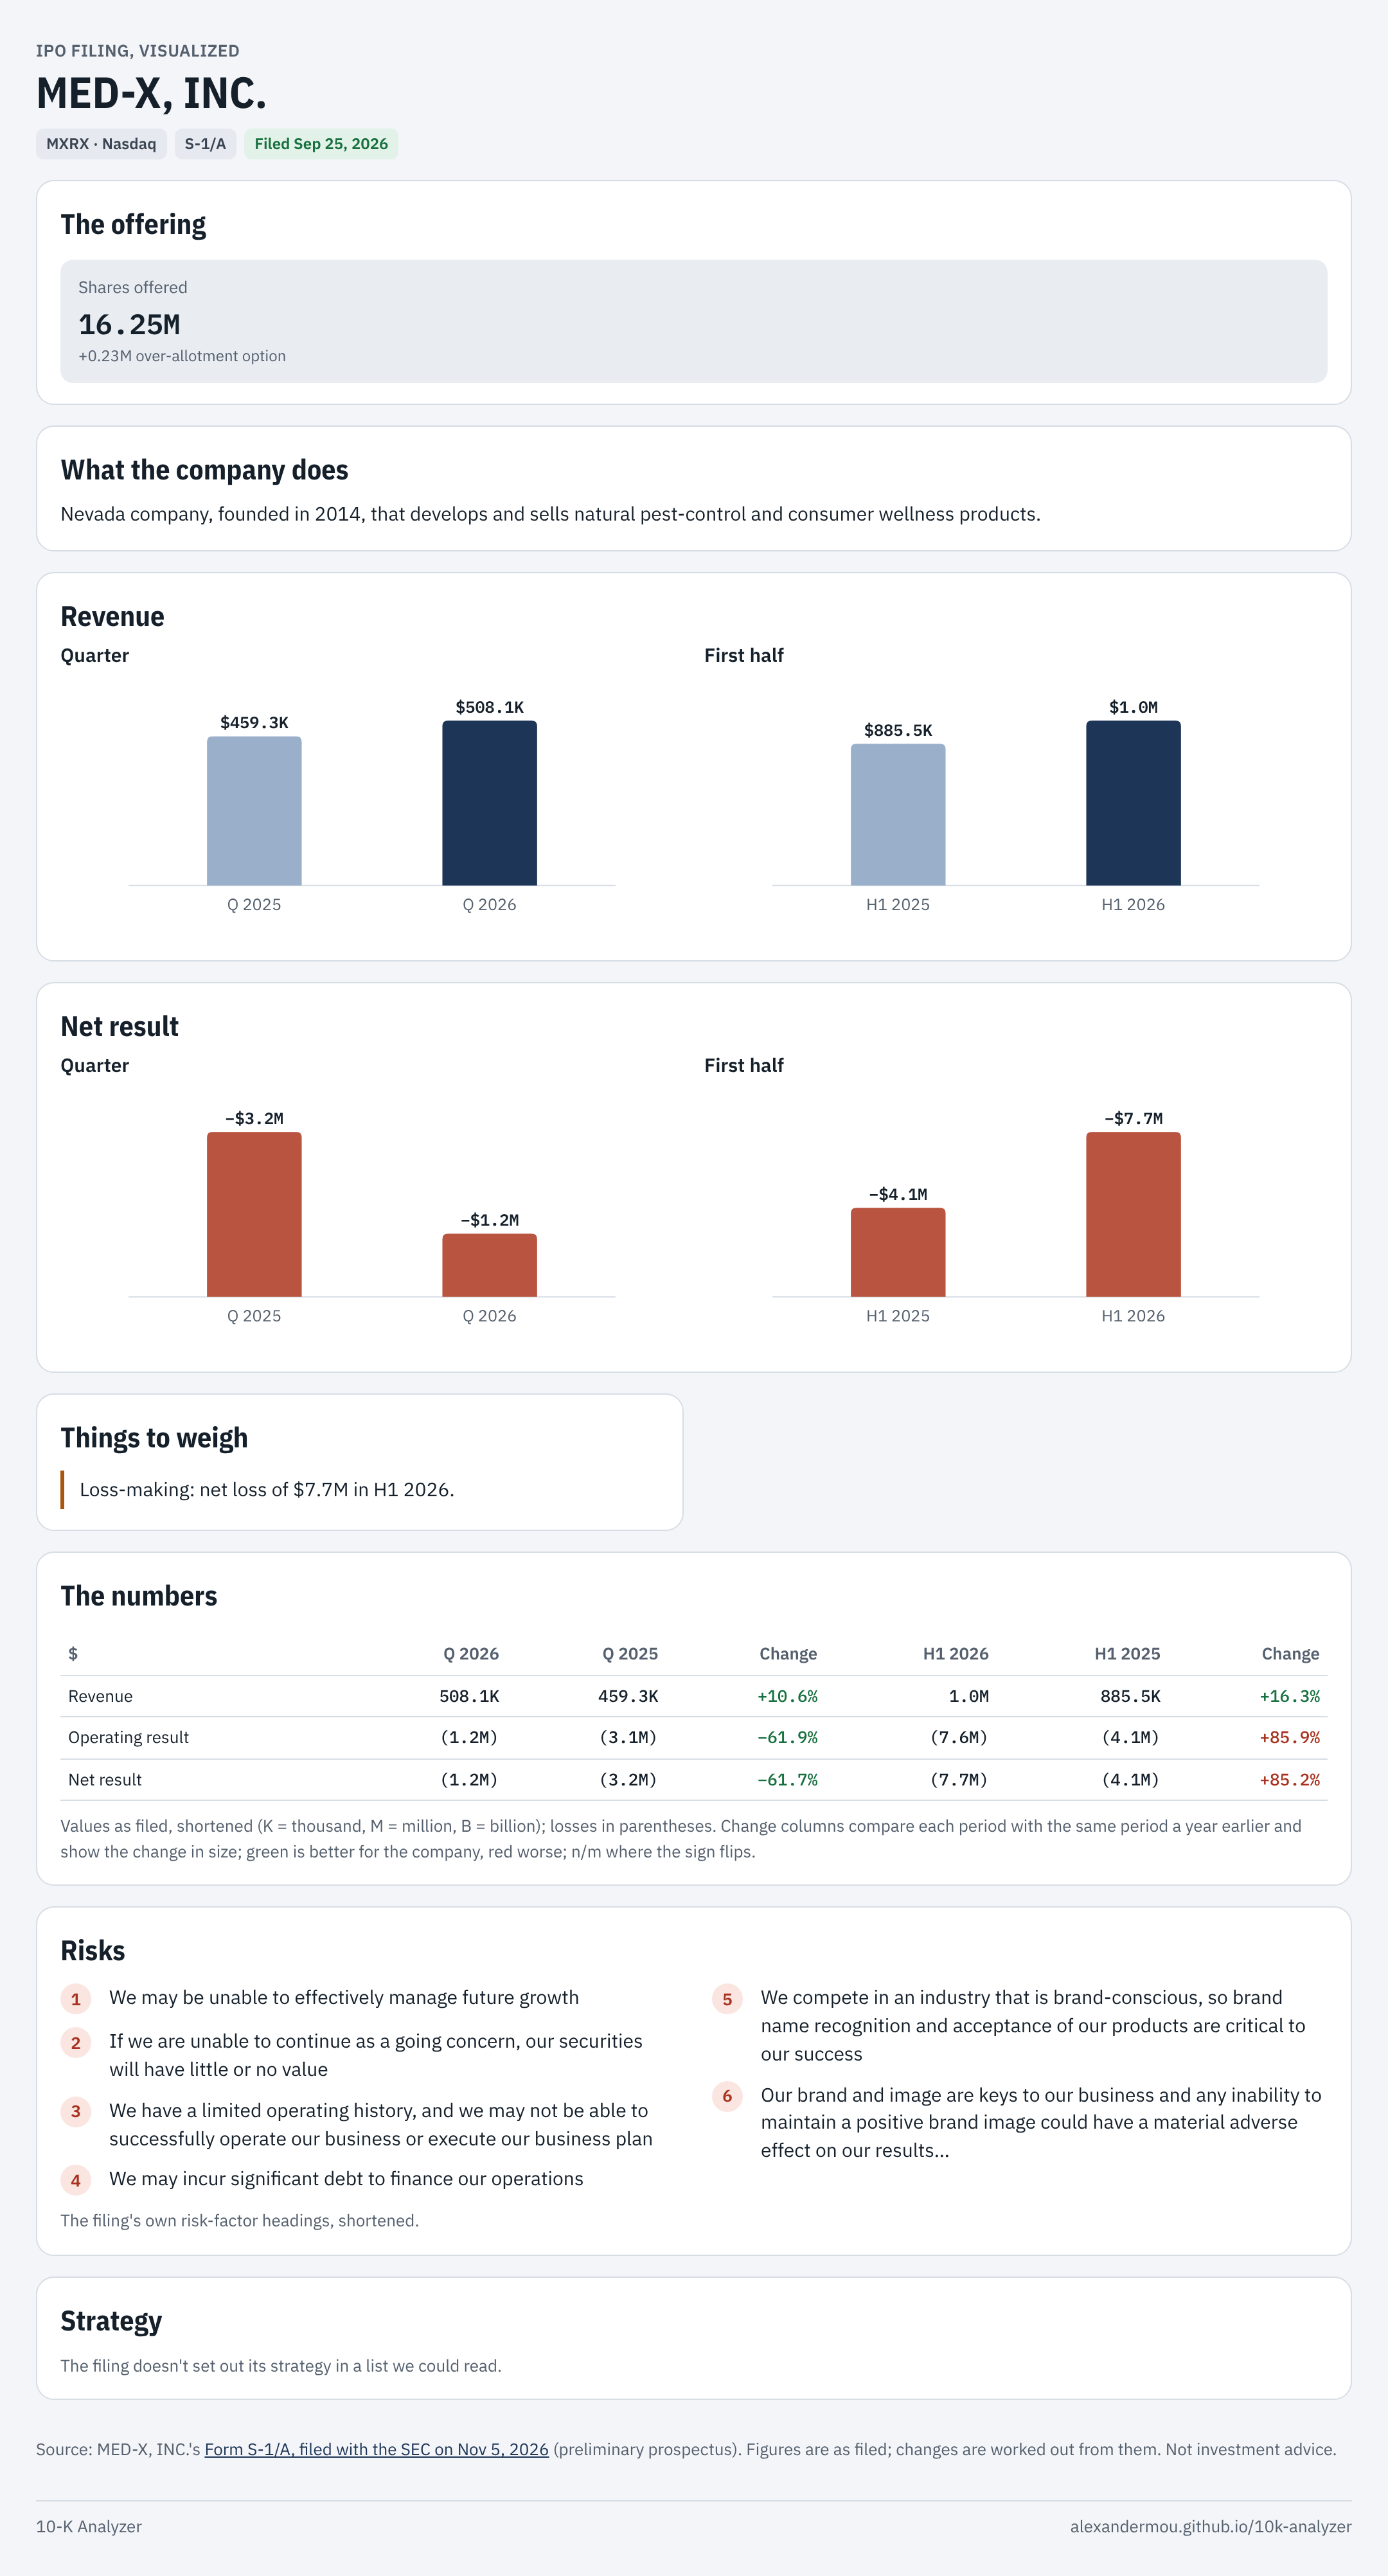 IPO FILING, VISUALIZED
MED-X, INC.
MXRX · Nasdaq
S-1/A
Filed Sep 25, 2026
The offering
Shares offered
16.25M
+0.23M over-allotment option
What the company does
Nevada company, founded in 2014, that develops and sells natural pest-control and consumer wellness products.
Revenue
Quarter
$459.3K
$508.1K
Q 2025
Q 2026
First half
$885.5K
$1.0M
H1 2025
H1 2026
Net result
Quarter
−$3.2M
−$1.2M
Q 2025
Q 2026
First half
−$4.1M
−$7.7M
H1 2025
H1 2026
Things to weigh
Loss-making: net loss of $7.7M in H1 2026.
The numbers
$ Q 2026 Q 2025 Change H1 2026 H1 2025 Change
Revenue 508.1K 459.3K +10.6% 1.0M 885.5K +16.3%
Operating result (1.2M) (3.1M) −61.9% (7.6M) (4.1M) +85.9%
Net result (1.2M) (3.2M) −61.7% (7.7M) (4.1M) +85.2%
Values as filed, shortened (K = thousand, M = million, B = billion); losses in parentheses. Change columns compare each period with the same period a year earlier and
show the change in size; green is better for the company, red worse; n/m where the sign flips.
Risks
1 We may be unable to effectively manage future growth
2 If we are unable to continue as a going concern, our securities
will have little or no value
3 We have a limited operating history, and we may not be able to
successfully operate our business or execute our business plan
4 We may incur significant debt to finance our operations
5 We compete in an industry that is brand-conscious, so brand
name recognition and acceptance of our products are critical to
our success
6 Our brand and image are keys to our business and any inability to
maintain a positive brand image could have a material adverse
effect on our results...
The filing's own risk-factor headings, shortened.
Strategy
The filing doesn't set out its strategy in a list we could read.
Source: MED-X, INC.'s Form S-1/A, filed with the SEC on Nov 5, 2026 (preliminary prospectus). Figures are as filed; changes are worked out from them. Not investment advice.
10-K Analyzer
alexandermou.github.io/10k-analyzer